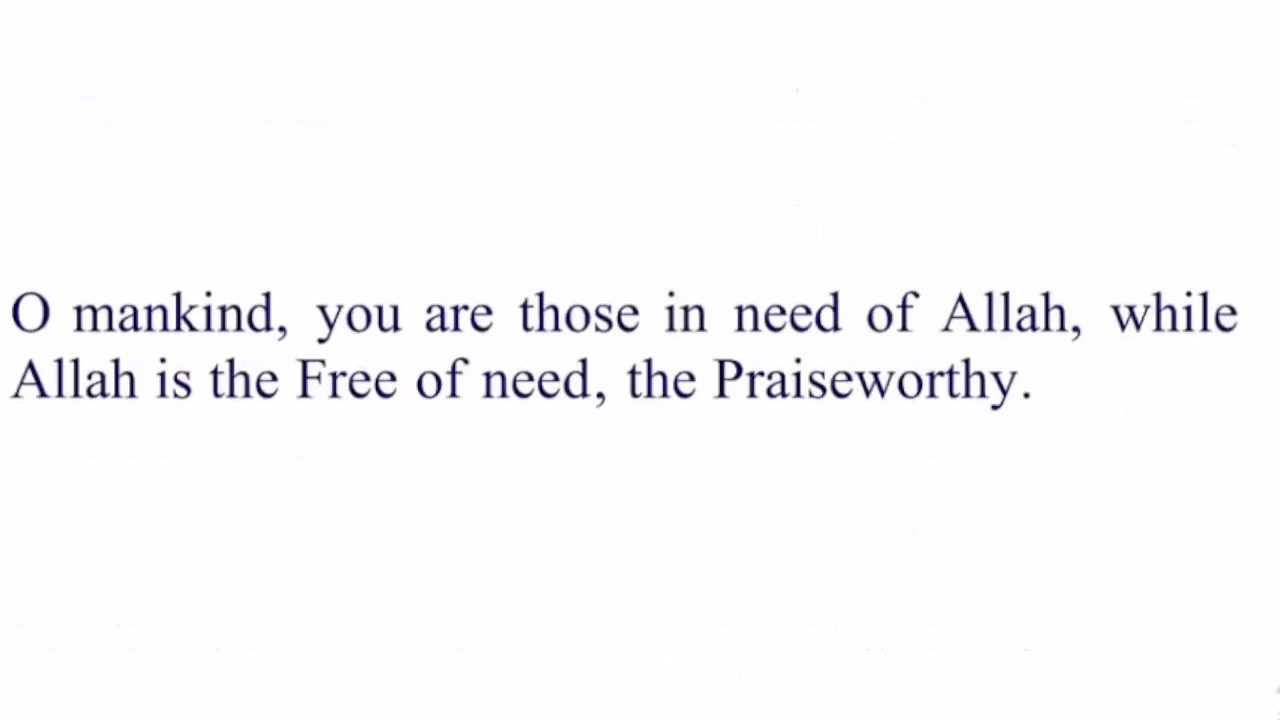 O mankind, you are those in need of Allah, while
Allah is the Free of need, the Praiseworthy.